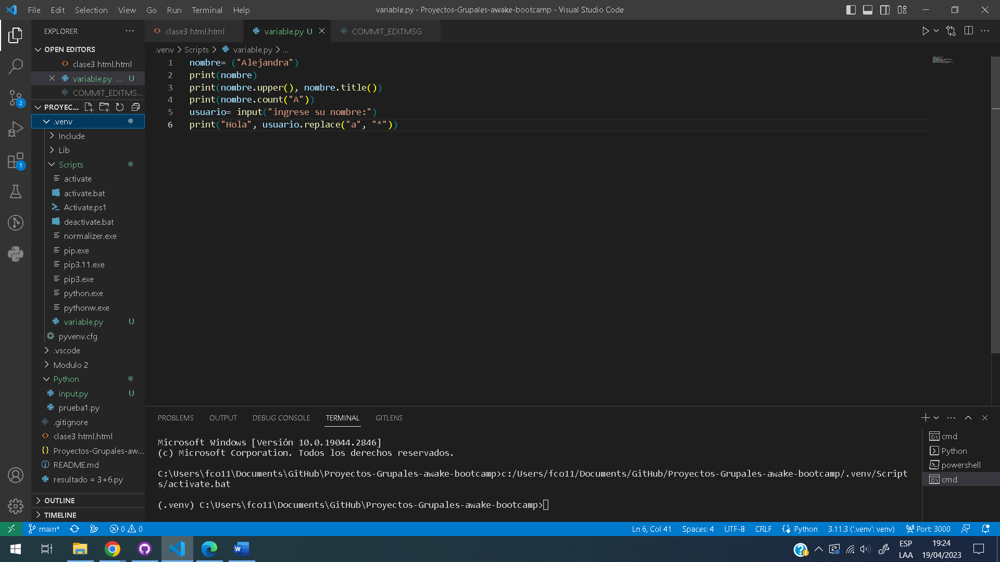 File Edit Selection View Go Run Terminal Help
variable.py - Proyectos-Grupales-awake-bootcamp - Visual Studio Code
EXPLORER
OPEN EDITORS
clase3 html.html
variable.py .... U
COMMIT_EDITMS...
PROYEC...
.venv
Include
Lib
Scripts
activate
activate.bat
Activate.ps1
deactivate.bat
normalizer.exe
pip.exe
pip3.11.exe
pip3.exe
python.exe
pythonw.exe
variable.py U
pyvenv.cfg
.vscode
Modulo 2
Python
input.py U
prueba1.py
.gitignore
clase3 html.html
Proyectos-Grupales-aw...
README.md
resultado = 3+6.py
OUTLINE
TIMELINE
2
1
clase3 html.html
variable.py U
COMMIT_EDITMSG
.venv > Scripts > variable.py > ...
1 nombre= ("Alejandra")
2 print(nombre)
3 print(nombre.upper(), nombre.title())
4 print(nombre.count("A"))
5 usuario= input("ingrese su nombre:")
6 print("Hola", usuario.replace("a", "*"))
PROBLEMS OUTPUT DEBUG CONSOLE TERMINAL GITLENS
Microsoft Windows [Versión 10.0.19044.2846]
(c) Microsoft Corporation. Todos los derechos reservados.
C:\Users\fco11\Documents\GitHub\Proyectos-Grupales-awake-bootcamp>c:/Users/fco11/Documents/GitHub/Proyectos-Grupales-awake-bootcamp/.venv/Script
s/activate.bat
(.venv) C:\Users\fco11\Documents\GitHub\Proyectos-Grupales-awake-bootcamp>
cmd
Python
powershell
cmd
main* 0 0
Ln 6, Col 41 Spaces: 4 UTF-8 CRLF Python 3.11.3 ('.venv': venv) Port: 3000
ESP
LAA
19:24
19/04/2023